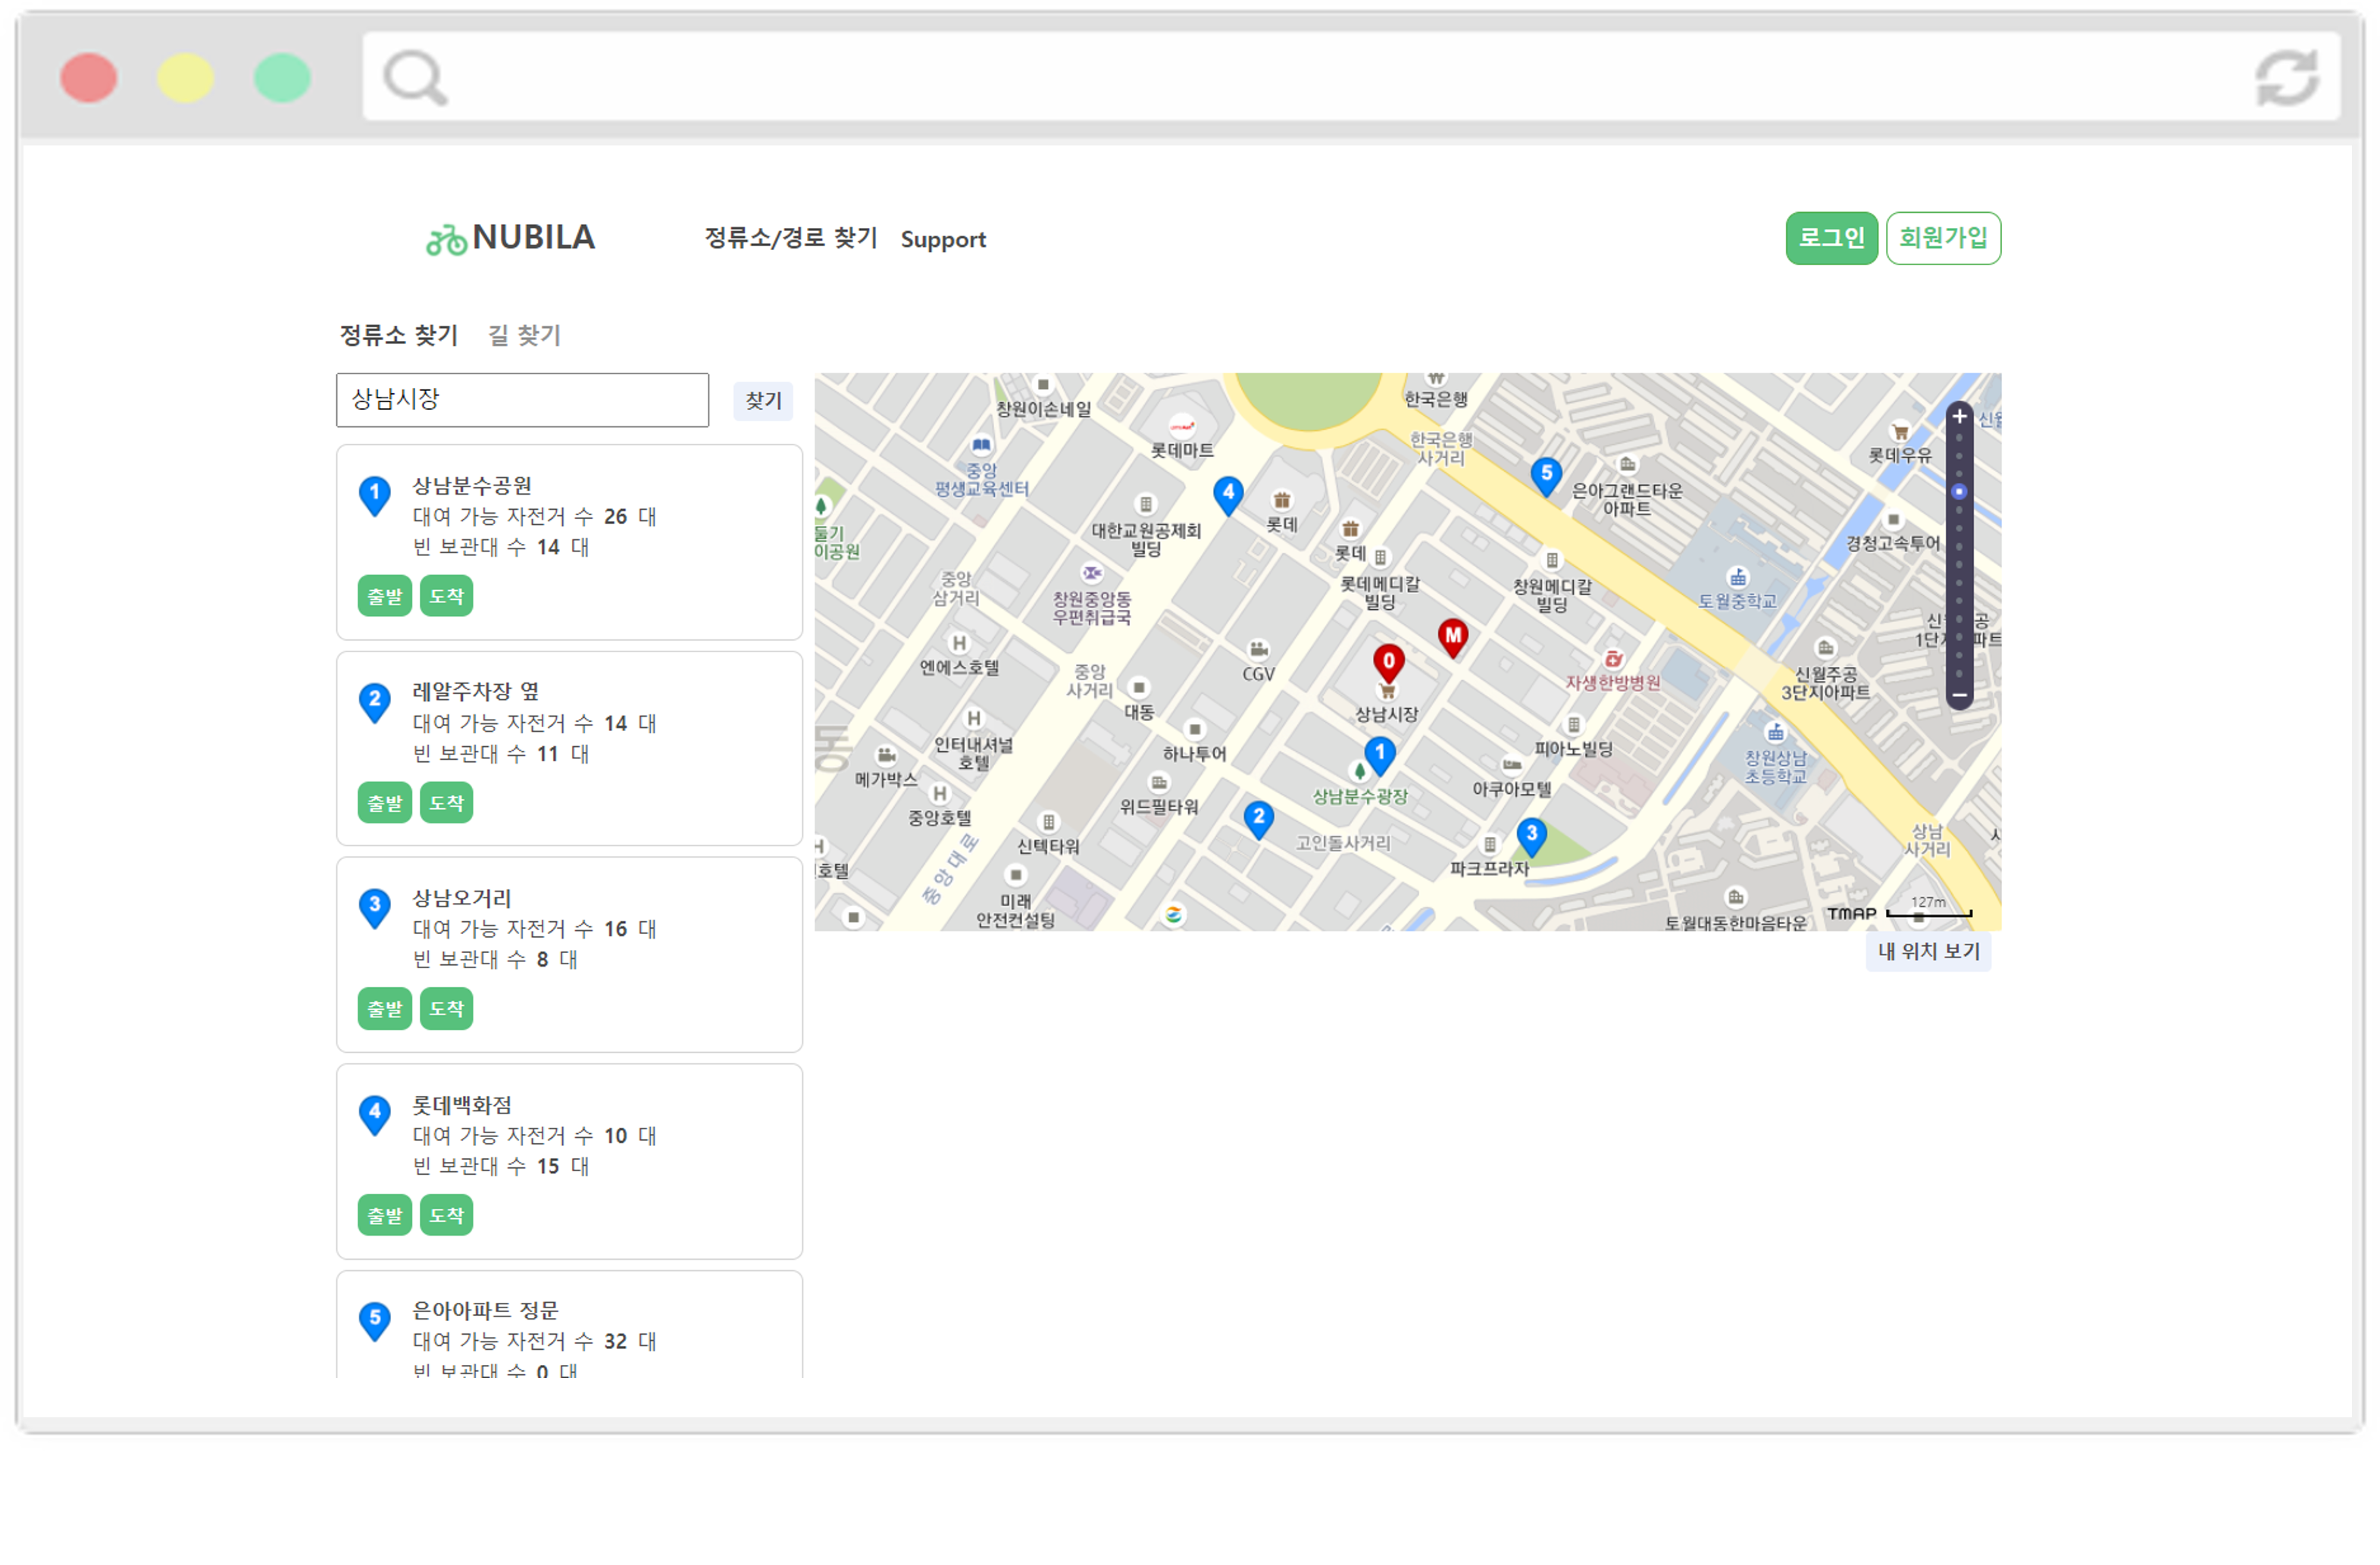 NUBILA
정류소/경로 찾기
Support
로그인
회원가입
정류소 찾기
길 찾기
상남시장
찾기
1
상남분수공원
대여 가능 자전거 수 26 대
빈 보관대 수 14 대
출발
도착
2
레알주차장 옆
대여 가능 자전거 수 14 대
빈 보관대 수 11 대
출발
도착
3
상남오거리
대여 가능 자전거 수 16 대
빈 보관대 수 8 대
출발
도착
4
롯데백화점
대여 가능 자전거 수 10 대
빈 보관대 수 15 대
출발
도착
5
은아아파트 정문
대여 가능 자전거 수 32 대
빈 보관대 수 0 대
창원이손네일
한국은행
롯데마트
한국은행
사거리
신월
롯데우유
중앙
평생교육센터
4
롯데
5
은아그랜드타운
아파트
대한교원공제회
빌딩
둘기
이공원
롯데
경청고속투어
중앙
삼거리
창원중앙동
우편취급국
롯데메디칼
빌딩
창원메디칼
빌딩
토월중학교
M
0
엔에스호텔
CGV
중앙
사거리
자생한방병원
신월주공
3단지아파트
대동
상남시장
인터내셔널
호텔
하나투어
1
피아노빌딩
창원상남
초등학교
동
메가박스
상남분수광장
아쿠아모텔
중앙호텔
위드필타워
2
고인돌사거리
3
신텍타워
파크프라자
상남
사거리
호텔
중앙대로
미래
안전컨설팅
토월대동한마음타운
TMAP
127m
내 위치 보기